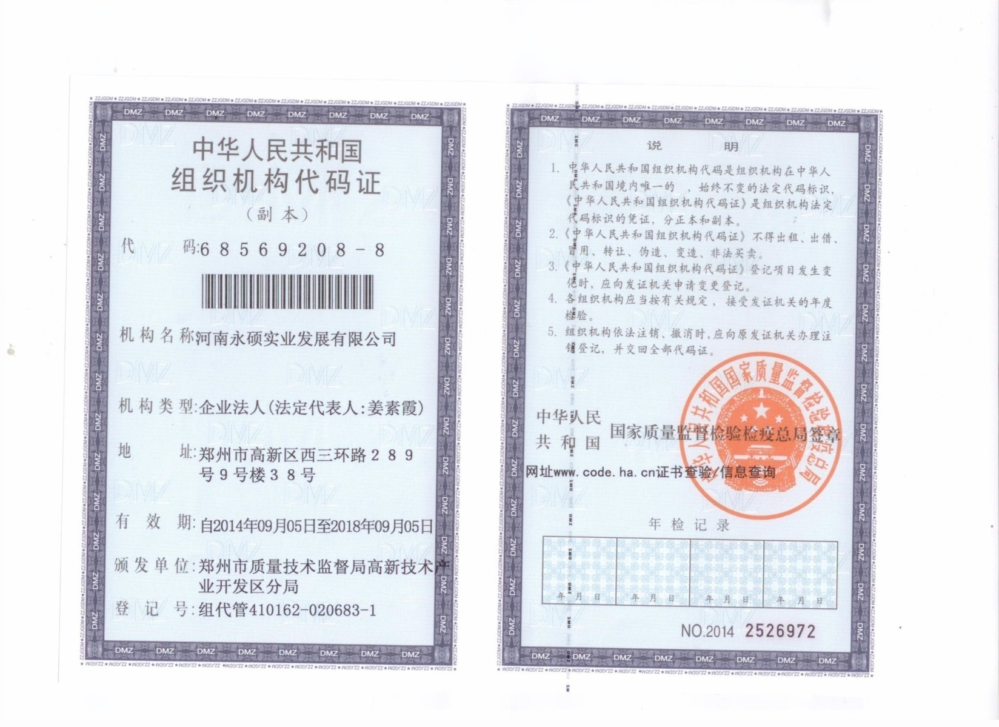 中华人民共和国
组织机构代码证
（副本）
代 码:68569208-8
机构名称河南永硕实业发展有限公司
机构类型:企业法人(法定代表人:姜素霞)
地 址:郑州市高新区西三环路289
号9号楼38号
有 效 期:自2014年09月05日至2018年09月05日
颁发单位:郑州市质量技术监督局高新技术产
业开发区分局
登 记 号:组代管410162-020683-1
说 明
1. 中华人民共和国组织机构代码是组织机构在中华人
民共和国境内唯一的 ，始终不变的法定代码标识，
《中华人民共和国组织机构代码证》是组织机构法定
代码标识的凭证，分正本和副本。
2.《中华人民共和国组织机构代码证》不得出租、出借、
冒用、转让、伪造、变造、非法买卖。
3.《中华人民共和国组织机构代码证》登记项目发生变
化时，应向发证机关申请变更登记。
4. 各组织机构应当按有关规定，接受发证机关的年度
检验。
5. 组织机构依法注销、撤消时，应向原发证机关办理注
销登记，并交回全部代码证。
中华人民共和国国家质量监督检验检疫总局
中华人民
共和国 国家质量监督检验检疫总局签章
网址www.code.ha.cn证书查验/信息查询
年检记录
年 月 日 年 月 日 年 月 日 年 月 日
NO.2014 2526972